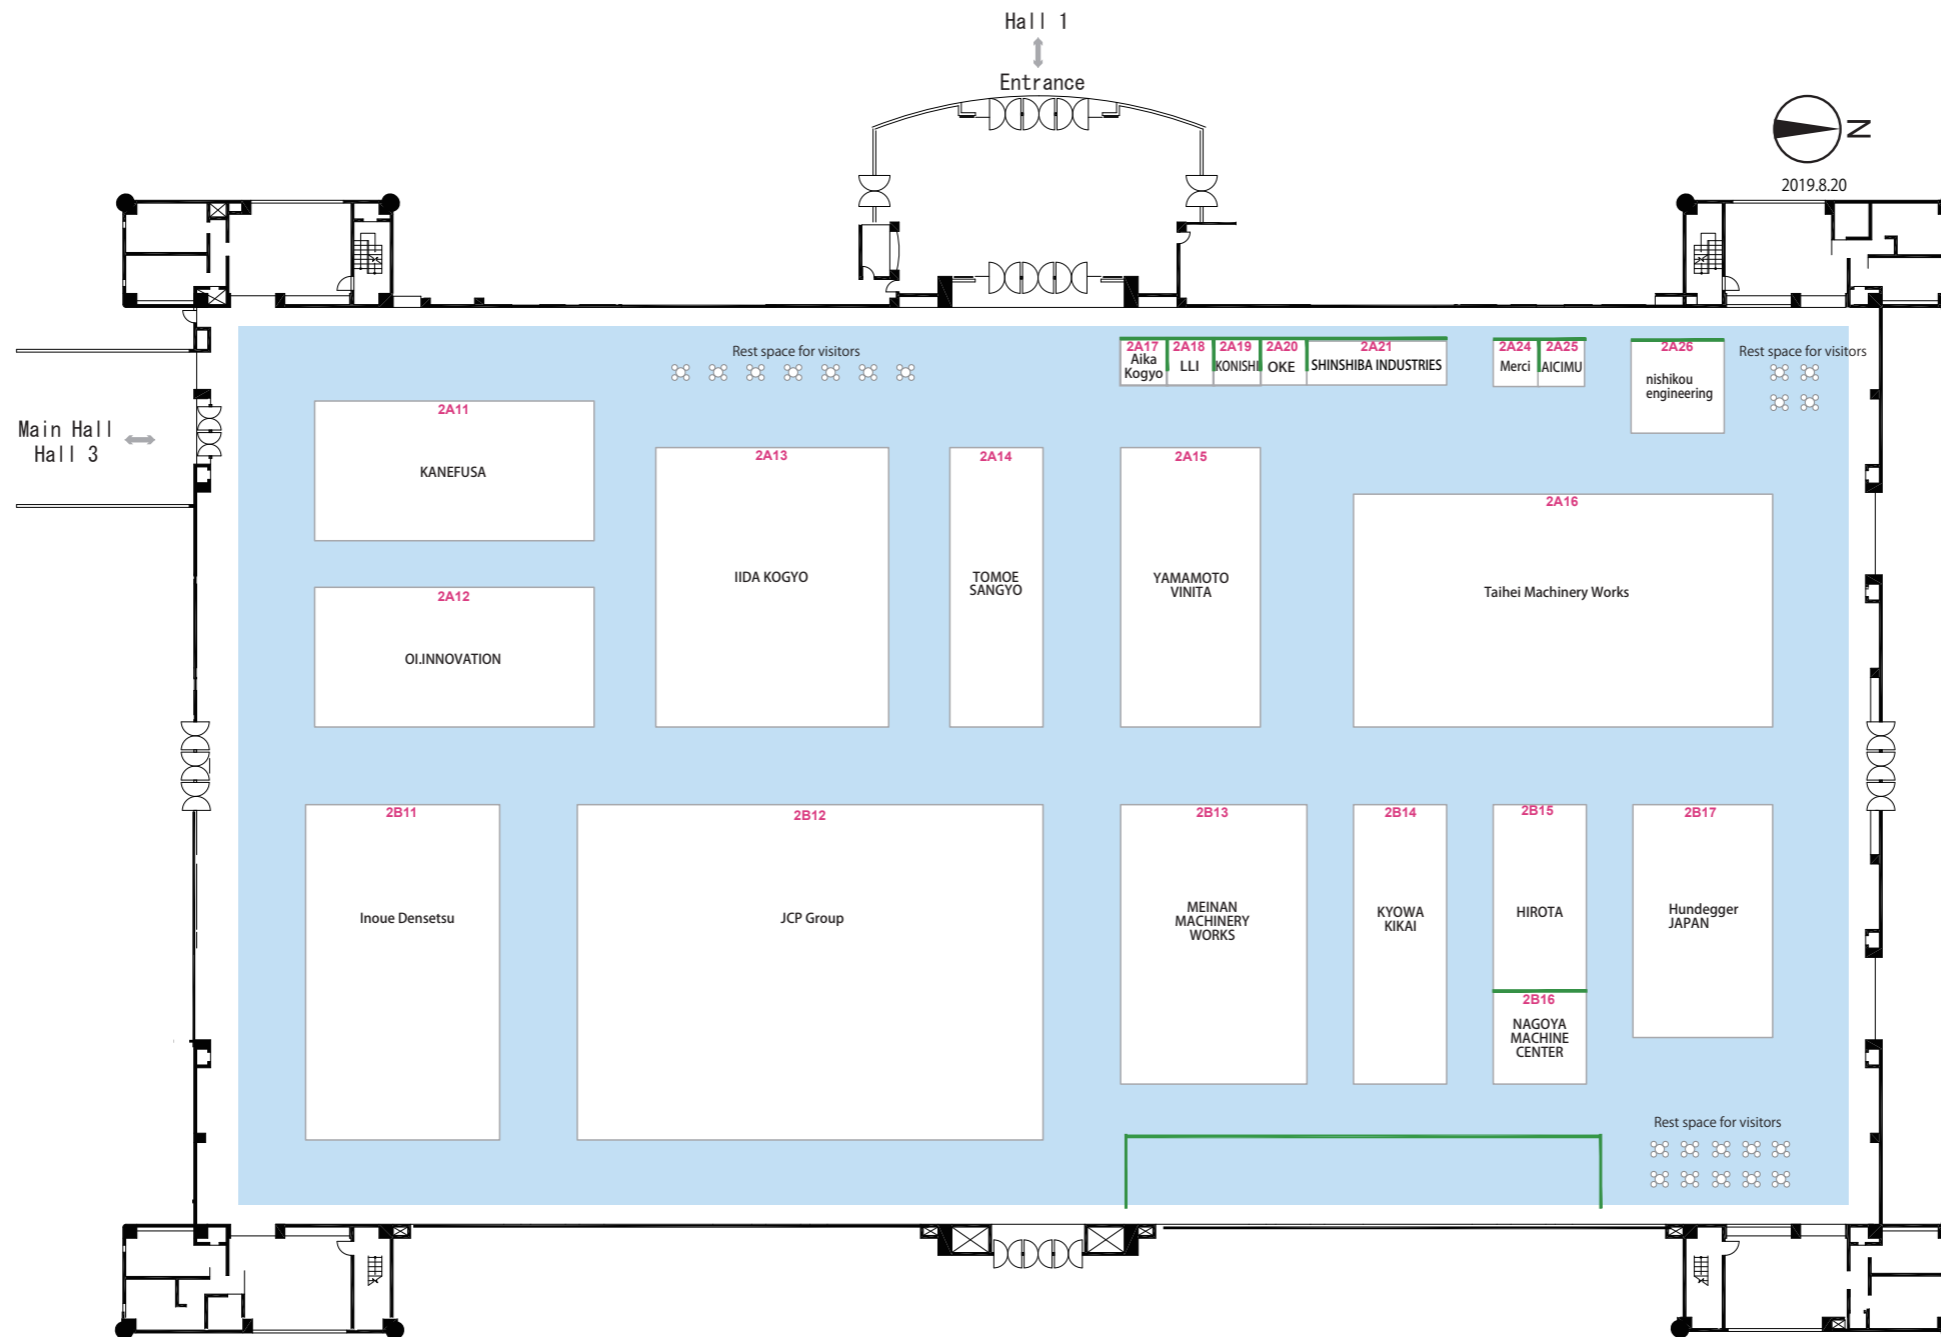 Hall 1
Entrance
N
2019.8.20
Main Hall
Hall 3
Rest space for visitors
2A17
Aika
Kogyo
2A18
LLI
2A19
KONISHI
2A20
OKE
2A21
SHINSHIBA INDUSTRIES
2A24
Merci
2A25
AICIMU
2A26
nishikou
engineering
Rest space for visitors
2A11
KANEFUSA
2A12
OI.INNOVATION
2A13
IIDA KOGYO
2A14
TOMOE
SANGYO
2A15
YAMAMOTO
VINITA
2A16
Taihei Machinery Works
2B11
Inoue Densetsu
2B12
JCP Group
2B13
MEINAN
MACHINERY
WORKS
2B14
KYOWA
KIKAI
2B15
HIROTA
2B16
NAGOYA
MACHINE
CENTER
2B17
Hundegger
JAPAN
Rest space for visitors